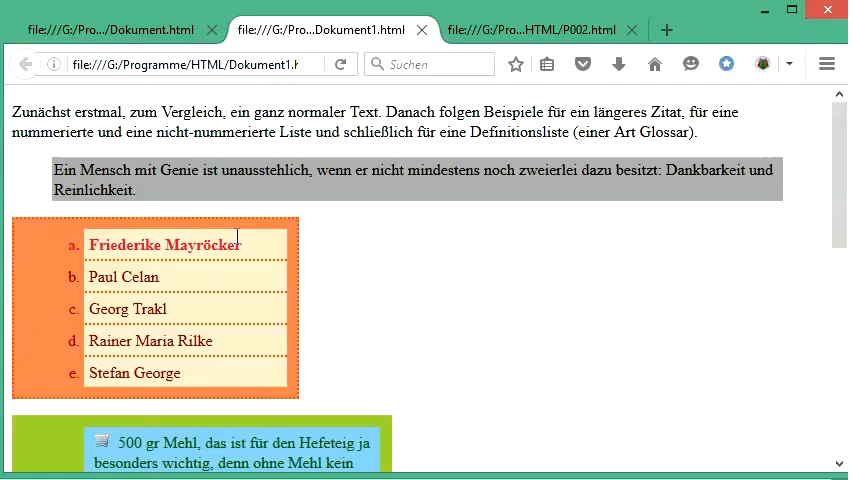 file:///G:/Pro.../Dokument.html
file:///G:/Pro...Dokument1.html
file:///G:/Pro...HTML/P002.html
file:///G:/Programme/HTML/Dokument1.h
Suchen
Zunächst erstmal, zum Vergleich, ein ganz normaler Text. Danach folgen Beispiele für ein längeres Zitat, für eine
nummerierte und eine nicht-nummerierte Liste und schließlich für eine Definitionsliste (einer Art Glossar).
Ein Mensch mit Genie ist unausstehlich, wenn er nicht mindestens noch zweierlei dazu besitzt: Dankbarkeit und
Reinlichkeit.
a. Friederike Mayröcker
b. Paul Celan
c. Georg Trakl
d. Rainer Maria Rilke
e. Stefan George
500 gr Mehl, das ist für den Hefeteig ja
besonders wichtig, denn ohne Mehl kein